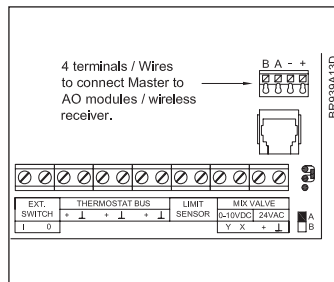 4 terminals / Wires
to connect Master to
AO modules / wireless
receiver.
B A - +
BR939A13D
EXT. SWITCH
I 0
THERMOSTAT BUS
+ ⊥ + ⊥ + ⊥
LIMIT SENSOR
MIX VALVE
0-10VDC 24VAC
Y X + ⊥
A
B